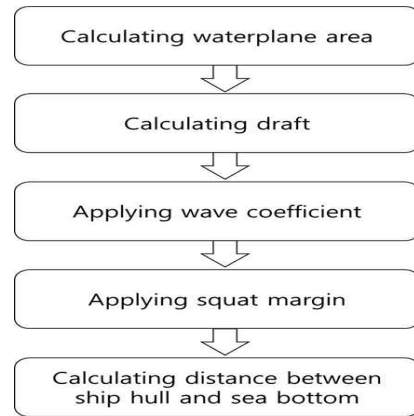 Calculating waterplane area
Calculating draft
Applying wave coefficient
Applying squat margin
Calculating distance between
ship hull and sea bottom